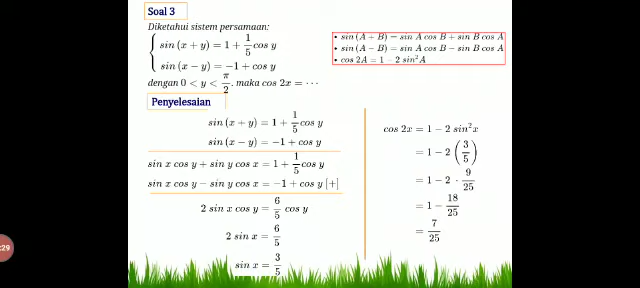 Soal 3
Diketahui sistem persamaan:
sin (x + y) = 1 + 1/5 cos y
sin (x − y) = −1 + cos y
dengan 0 < y < π/2. maka cos 2x = ⋯
• sin (A + B) = sin A cos B + sin B cos A
• sin (A − B) = sin A cos B − sin B cos A
• cos 2A = 1 − 2 sin²A
Penyelesaian
sin (x + y) = 1 + 1/5 cos y
sin (x − y) = −1 + cos y
sin x cos y + sin y cos x = 1 + 1/5 cos y
sin x cos y − sin y cos x = −1 + cos y [+]
2 sin x cos y = 6/5 cos y
2 sin x = 6/5
sin x = 3/5
cos 2x = 1 − 2 sin²x
= 1 − 2 (3/5)
= 1 − 2 · 9/25
= 1 − 18/25
= 7/25
:29